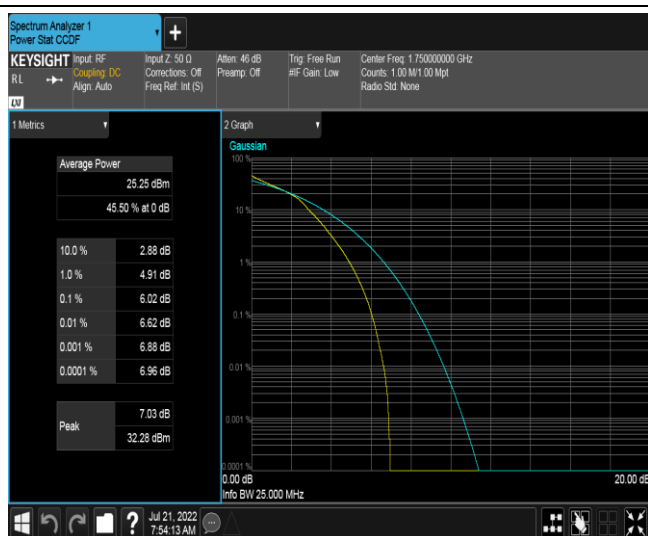 Spectrum Analyzer 1
Power Stat CCDF
+
KEYSIGHT
RL
LXI
Input: RF
Coupling: DC
Align: Auto
Input Z: 50 Ω
Corrections: Off
Freq Ref: Int (S)
Atten: 46 dB
Preamp: Off
Trig: Free Run
#IF Gain: Low
Center Freq: 1.750000000 GHz
Counts: 1.00 M/1.00 Mpt
Radio Std: None
1 Metrics
Average Power
25.25 dBm
45.50 % at 0 dB
10.0 % 2.88 dB
1.0 % 4.91 dB
0.1 % 6.02 dB
0.01 % 6.62 dB
0.001 % 6.88 dB
0.0001 % 6.96 dB
Peak
7.03 dB
32.28 dBm
2 Graph
Gaussian
100 %
10 %
1 %
0.1 %
0.01 %
0.001 %
0.0001 %
0.00 dB
20.00 dB
Info BW 25.000 MHz
?
Jul 21, 2022
7:54:13 AM